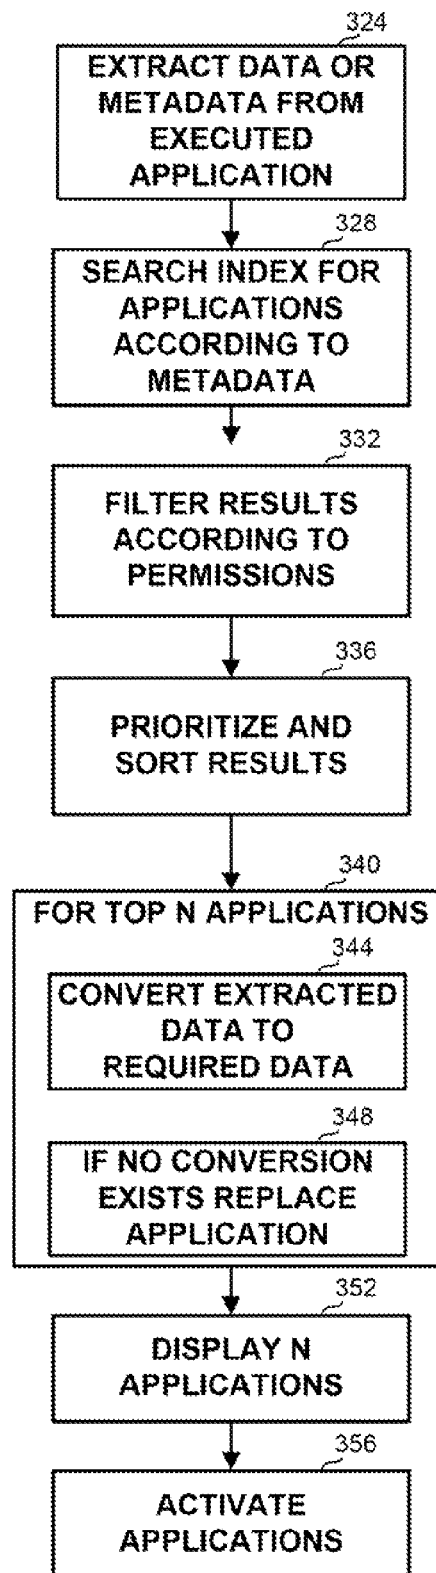 324
EXTRACT DATA OR
METADATA FROM
EXECUTED
APPLICATION
328
SEARCH INDEX FOR
APPLICATIONS
ACCORDING TO
METADATA
332
FILTER RESULTS
ACCORDING TO
PERMISSIONS
336
PRIORITIZE AND
SORT RESULTS
340
FOR TOP N APPLICATIONS
344
CONVERT EXTRACTED
DATA TO
REQUIRED DATA
348
IF NO CONVERSION
EXISTS REPLACE
APPLICATION
352
DISPLAY N
APPLICATIONS
356
ACTIVATE
APPLICATIONS